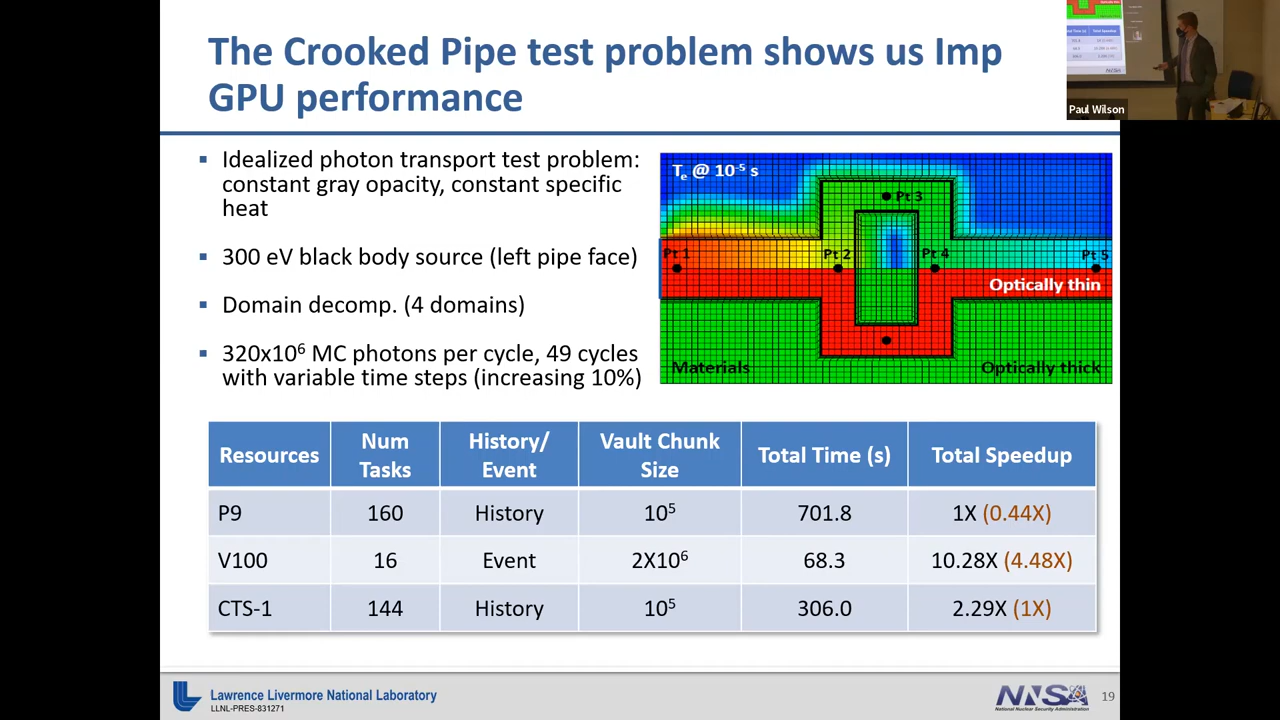 The Crooked Pipe test problem shows us Imp
GPU performance
Paul Wilson
▪ Idealized photon transport test problem:
constant gray opacity, constant specific
heat
▪ 300 eV black body source (left pipe face)
▪ Domain decomp. (4 domains)
▪ 320x10⁶ MC photons per cycle, 49 cycles
with variable time steps (increasing 10%)
Tₑ @ 10⁻⁵ s
Pt 3
Pt 1
Pt 2
Pt 4
Pt 5
Optically thin
Materials
Optically thick
Resources
Num
Tasks
History/
Event
Vault Chunk
Size
Total Time (s)
Total Speedup
P9 160 History 10⁵ 701.8 1X (0.44X)
V100 16 Event 2X10⁶ 68.3 10.28X (4.48X)
CTS-1 144 History 10⁵ 306.0 2.29X (1X)
Lawrence Livermore National Laboratory
LLNL-PRES-831271
NNSA
National Nuclear Security Administration
19